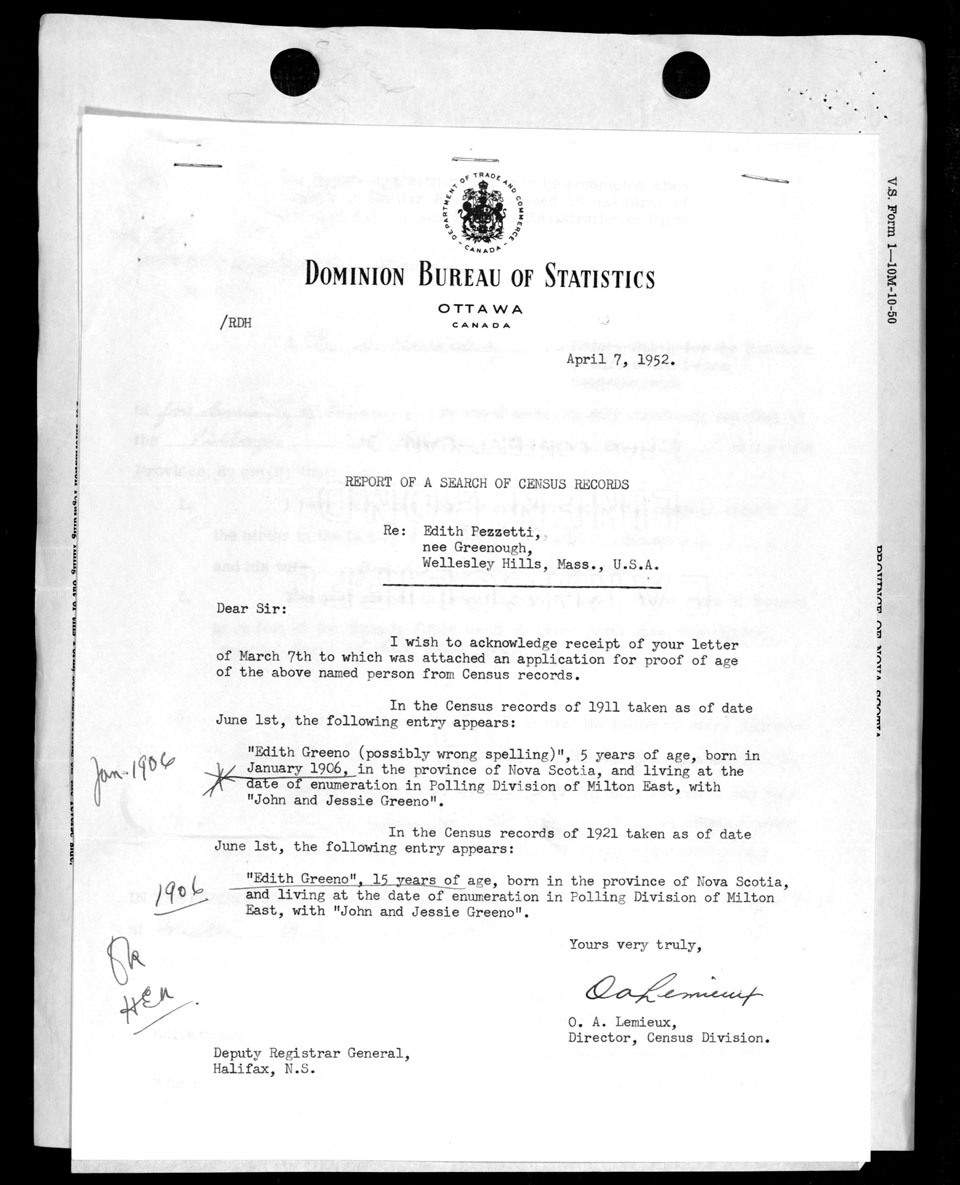 DEPARTMENT OF TRADE AND COMMERCE
- CANADA -
DOMINION BUREAU OF STATISTICS
OTTAWA
CANADA
/RDH
April 7, 1952.
REPORT OF A SEARCH OF CENSUS RECORDS
Re: Edith Pezzetti,
nee Greenough,
Wellesley Hills, Mass., U.S.A.
Dear Sir:
I wish to acknowledge receipt of your letter
of March 7th to which was attached an application for proof of age
of the above named person from Census records.
In the Census records of 1911 taken as of date
June 1st, the following entry appears:
"Edith Greeno (possibly wrong spelling)", 5 years of age, born in
Jan-1906
January 1906, in the province of Nova Scotia, and living at the
date of enumeration in Polling Division of Milton East, with
"John and Jessie Greeno".
In the Census records of 1921 taken as of date
June 1st, the following entry appears:
1906
"Edith Greeno", 15 years of age, born in the province of Nova Scotia,
and living at the date of enumeration in Polling Division of Milton
East, with "John and Jessie Greeno".
Yours very truly,
Ok
OALemieux
O. A. Lemieux,
Director, Census Division.
Deputy Registrar General,
Halifax, N.S.
V.S. Form 1—10M-10-50
PROVINCE OF NOVA SCOTIA